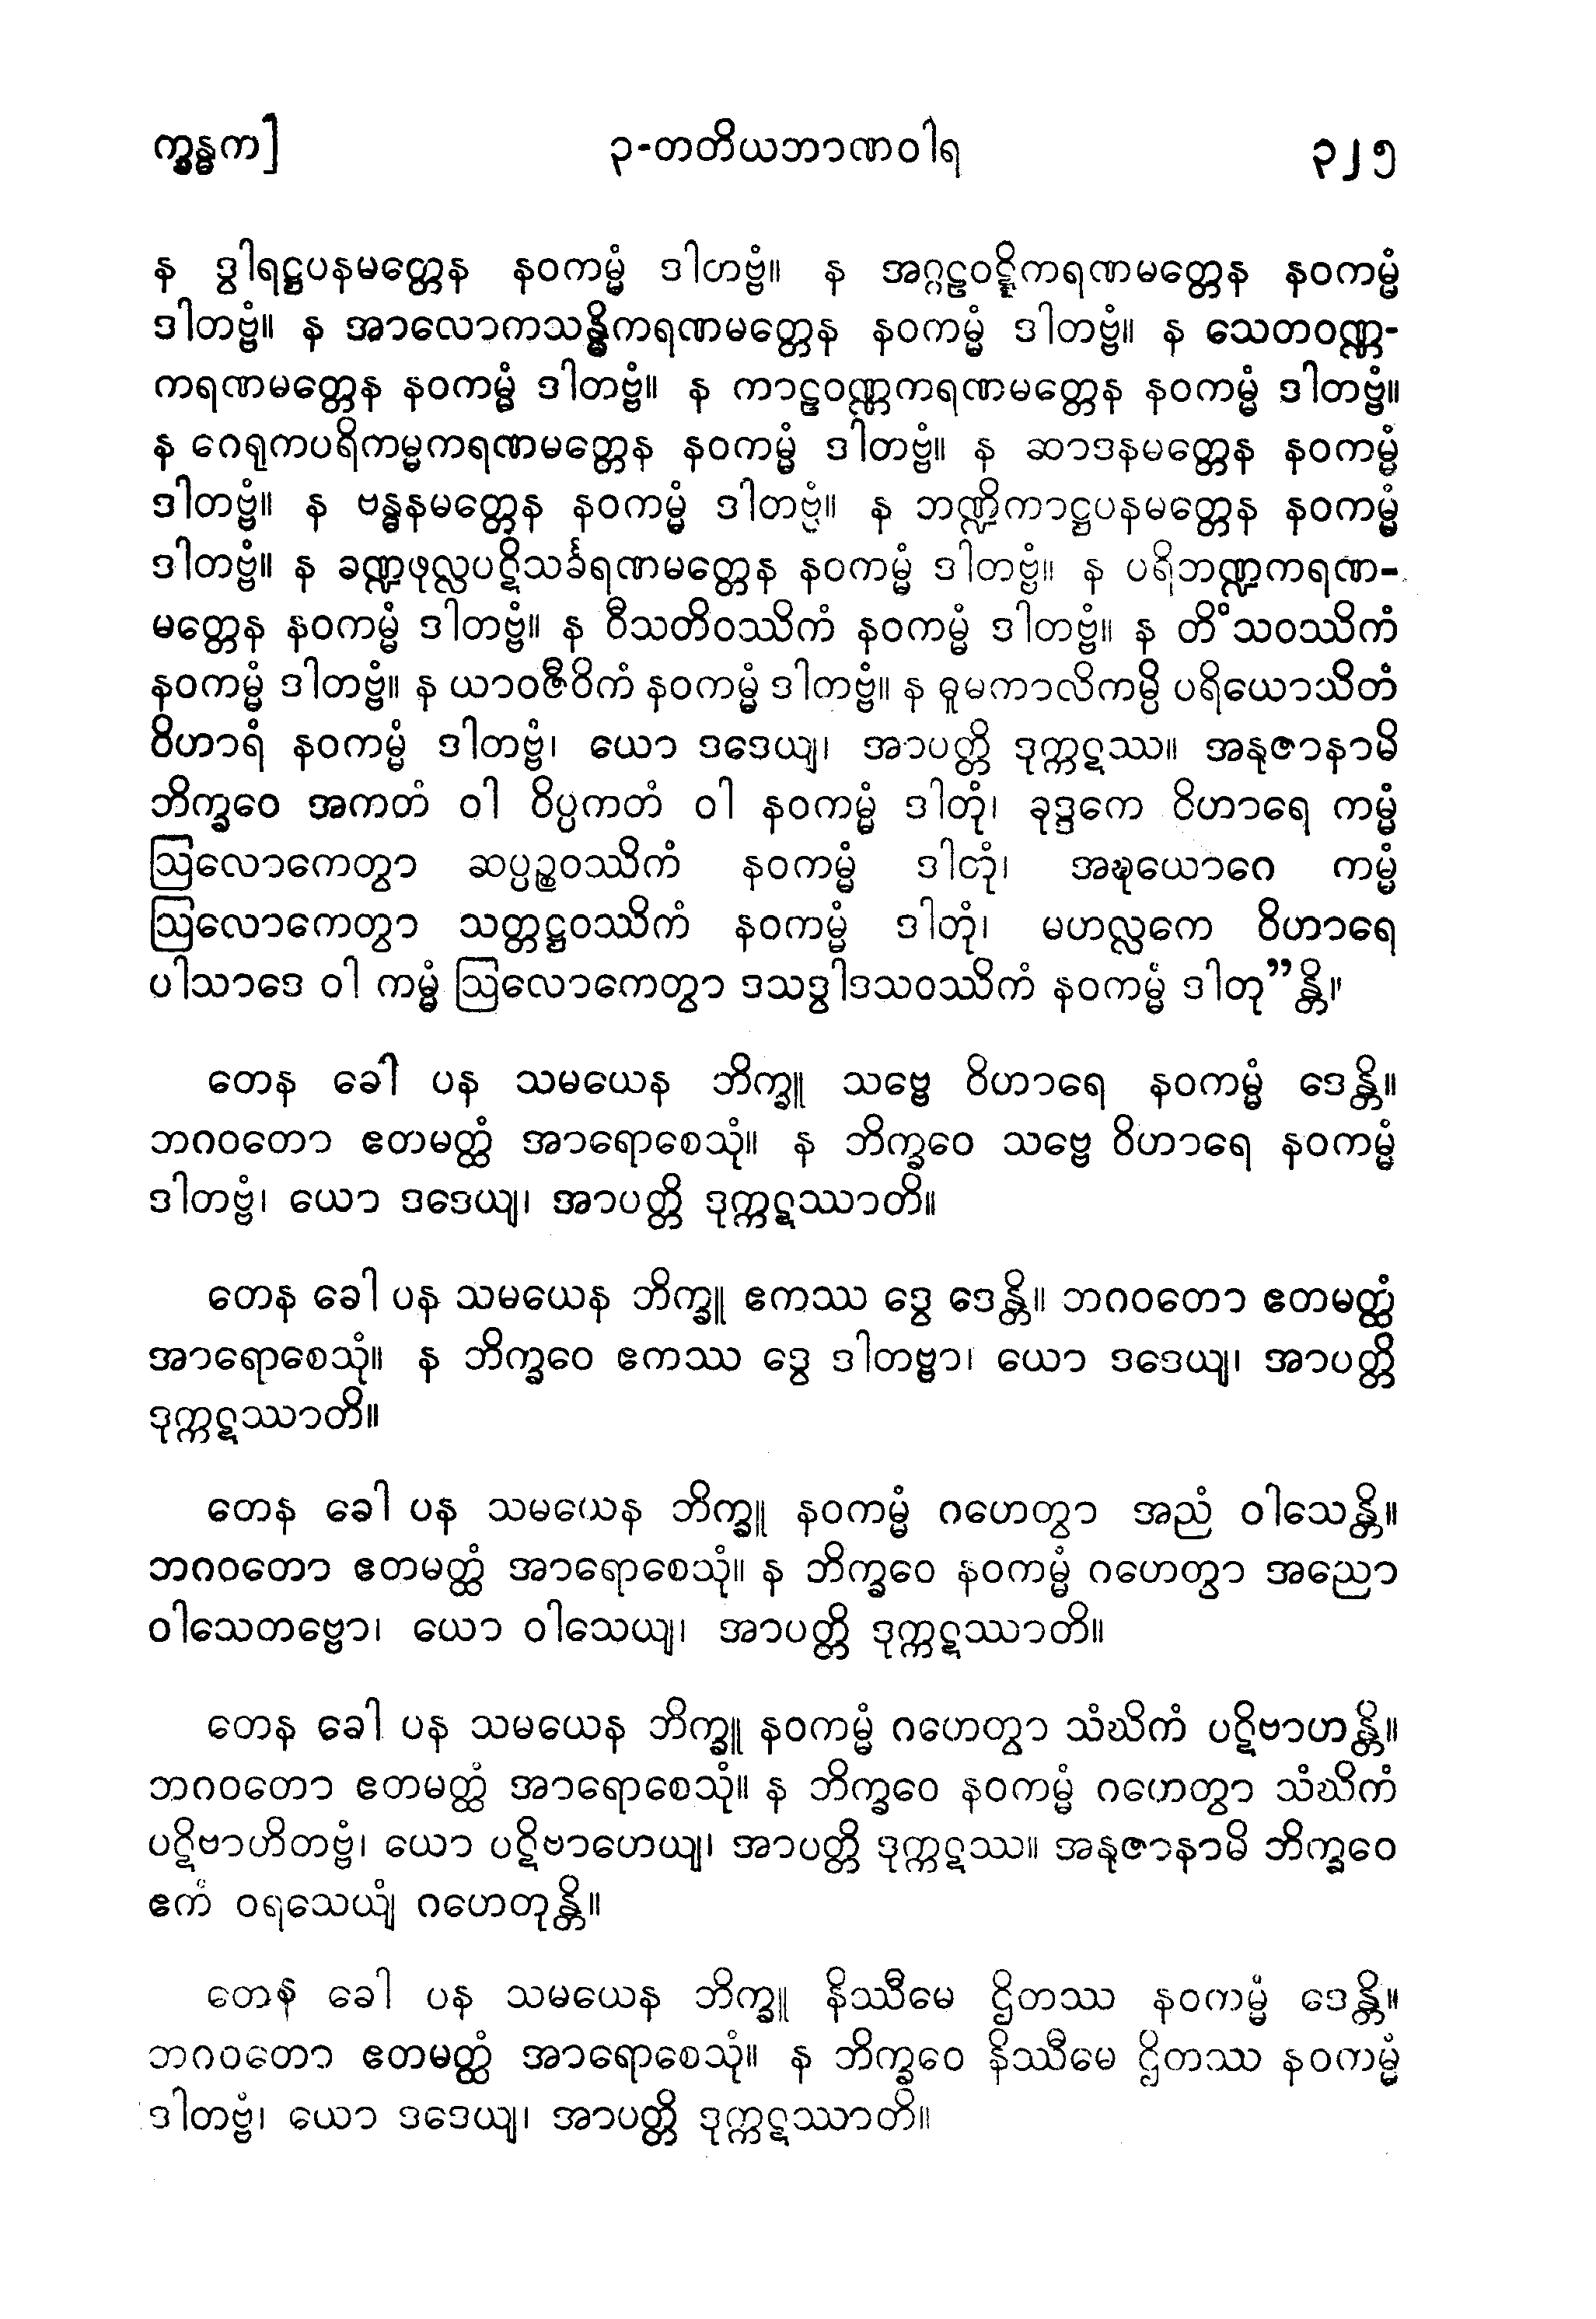 က္ခန္ဓက]
၃-တတိယဘာဏဝါရ
၃၂၅
န ဒွါရဋ္ဌပနမတ္တေန နဝကမ္မံ ဒါတဗ္ဗံ။ န အဂ္ဂဠဝဋ္ဋိကရဏမတ္တေန နဝကမ္မံ
ဒါတဗ္ဗံ။ န အာလောကသန္ဓိကရဏမတ္တေန နဝကမ္မံ ဒါတဗ္ဗံ။ န သေတဝဏ္ဏ-
ကရဏမတ္တေန နဝကမ္မံ ဒါတဗ္ဗံ။ န ကာဠဝဏ္ဏကရဏမတ္တေန နဝကမ္မံ ဒါတဗ္ဗံ။
န ဂေရုကပရိကမ္မကရဏမတ္တေန နဝကမ္မံ ဒါတဗ္ဗံ။ န ဆာဒနမတ္တေန နဝကမ္မံ
ဒါတဗ္ဗံ။ န ဗန္ဓနမတ္တေန နဝကမ္မံ ဒါတဗ္ဗံ။ န ဘဏ္ဍိကာဋ္ဌပနမတ္တေန နဝကမ္မံ
ဒါတဗ္ဗံ။ န ခဏ္ဍဖုလ္လပဋိသင်္ခရဏမတ္တေန နဝကမ္မံ ဒါတဗ္ဗံ။ န ပရိဘဏ္ဍကရဏ-
မတ္တေန နဝကမ္မံ ဒါတဗ္ဗံ။ န ဝီသတိဝဿိကံ နဝကမ္မံ ဒါတဗ္ဗံ။ န တိံသဝဿိကံ
နဝကမ္မံ ဒါတဗ္ဗံ။ န ယာဝဇီဝိကံ နဝကမ္မံ ဒါတဗ္ဗံ။ န ဓူမကာလိကမ္ပိ ပရိယောသိတံ
ဝိဟာရံ နဝကမ္မံ ဒါတဗ္ဗံ၊ ယော ဒဒေယျ၊ အာပတ္တိ ဒုက္ကဋဿ။ အနုဇာနာမိ
ဘိက္ခဝေ အကတံ ဝါ ဝိပ္ပကတံ ဝါ နဝကမ္မံ ဒါတုံ၊ ခုဒ္ဒကေ ဝိဟာရေ ကမ္မံ
ဩလောကေတွာ ဆပ္ပဉ္စဝဿိကံ နဝကမ္မံ ဒါတုံ၊ အဍ္ဎယောဂေ ကမ္မံ
ဩလောကေတွာ သတ္တဋ္ဌဝဿိကံ နဝကမ္မံ ဒါတုံ၊ မဟလ္လကေ ဝိဟာရေ
ပါသာဒေ ဝါ ကမ္မံ ဩလောကေတွာ ဒသဒွါဒသဝဿိကံ နဝကမ္မံ ဒါတု”န္တိ။
တေန ခေါ ပန သမယေန ဘိက္ခူ သဗ္ဗေ ဝိဟာရေ နဝကမ္မံ ဒေန္တိ။
ဘဂဝတော ဧတမတ္ထံ အာရောစေသုံ။ န ဘိက္ခဝေ သဗ္ဗေ ဝိဟာရေ နဝကမ္မံ
ဒါတဗ္ဗံ၊ ယော ဒဒေယျ၊ အာပတ္တိ ဒုက္ကဋဿာတိ။
တေန ခေါ ပန သမယေန ဘိက္ခူ ဧကဿ ဒွေ ဒေန္တိ။ ဘဂဝတော ဧတမတ္ထံ
အာရောစေသုံ။ န ဘိက္ခဝေ ဧကဿ ဒွေ ဒါတဗ္ဗာ၊ ယော ဒဒေယျ၊ အာပတ္တိ
ဒုက္ကဋဿာတိ။
တေန ခေါ ပန သမယေန ဘိက္ခူ နဝကမ္မံ ဂဟေတွာ အညံ ဝါသေန္တိ။
ဘဂဝတော ဧတမတ္ထံ အာရောစေသုံ။ န ဘိက္ခဝေ နဝကမ္မံ ဂဟေတွာ အညော
ဝါသေတဗ္ဗော၊ ယော ဝါသေယျ၊ အာပတ္တိ ဒုက္ကဋဿာတိ။
တေန ခေါ ပန သမယေန ဘိက္ခူ နဝကမ္မံ ဂဟေတွာ သံဃိကံ ပဋိဗာဟန္တိ။
ဘဂဝတော ဧတမတ္ထံ အာရောစေသုံ။ န ဘိက္ခဝေ နဝကမ္မံ ဂဟေတွာ သံဃိကံ
ပဋိဗာဟိတဗ္ဗံ၊ ယော ပဋိဗာဟေယျ၊ အာပတ္တိ ဒုက္ကဋဿ။ အနုဇာနာမိ ဘိက္ခဝေ
ဧကံ ဝရသေယျံ ဂဟေတုန္တိ။
တေန ခေါ ပန သမယေန ဘိက္ခူ နိဿီမေ ဌိတဿ နဝကမ္မံ ဒေန္တိ။
ဘဂဝတော ဧတမတ္ထံ အာရောစေသုံ။ န ဘိက္ခဝေ နိဿီမေ ဌိတဿ နဝကမ္မံ
ဒါတဗ္ဗံ၊ ယော ဒဒေယျ၊ အာပတ္တိ ဒုက္ကဋဿာတိ။